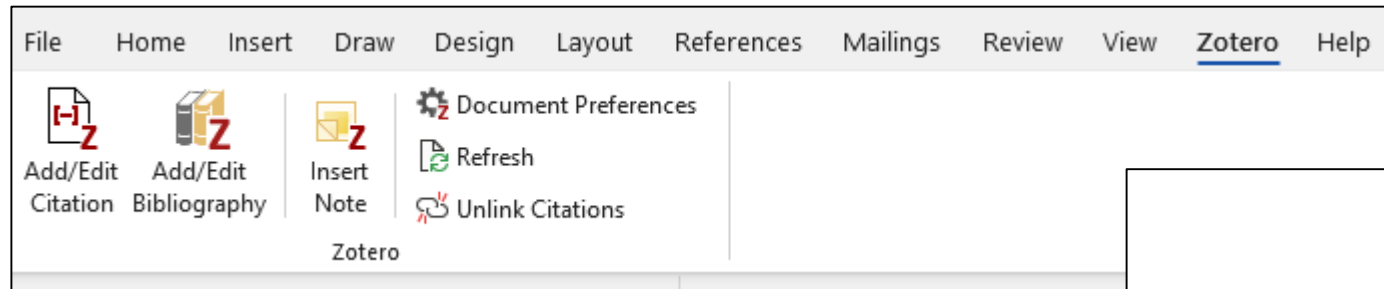 File Home Insert Draw Design Layout References Mailings Review View Zotero Help
Add/Edit Citation
Add/Edit Bibliography
Insert Note
Document Preferences
Refresh
Unlink Citations
Zotero